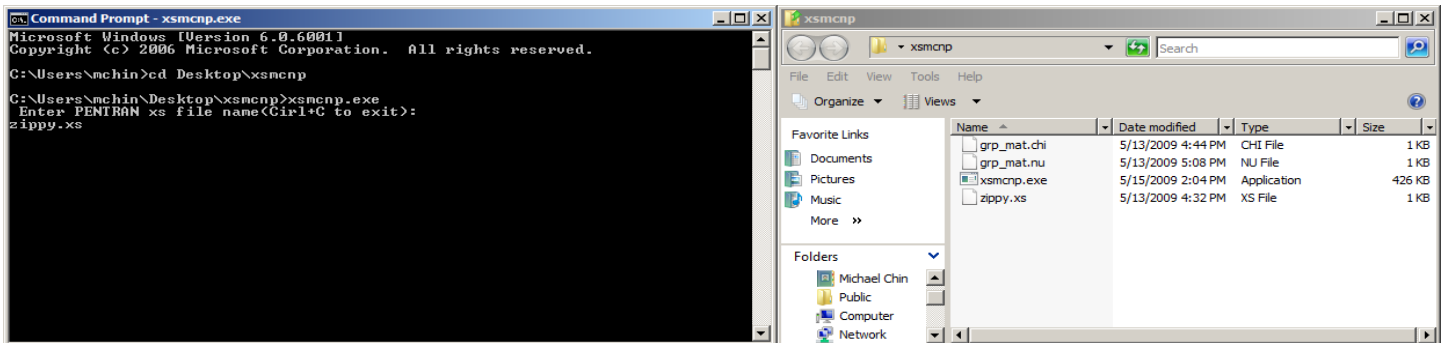 Command Prompt - xsmcnp.exe
Microsoft Windows [Version 6.0.6001]
Copyright (c) 2006 Microsoft Corporation.  All rights reserved.
C:\Users\mchin>cd Desktop\xsmcnp
C:\Users\mchin\Desktop\xsmcnp>xsmcnp.exe
Enter PENTRAN xs file name(Cirl+C to exit):
zippy.xs
xsmcnp
xsmcnp Search
File Edit View Tools Help
Organize Views
Favorite Links
Documents
Pictures
Music
More »
Folders
Michael Chin
Public
Computer
Network
Name Date modified Type Size
grp_mat.chi 5/13/2009 4:44 PM CHI File 1 KB
grp_mat.nu 5/13/2009 5:08 PM NU File 1 KB
xsmcnp.exe 5/15/2009 2:04 PM Application 426 KB
zippy.xs 5/13/2009 4:32 PM XS File 1 KB